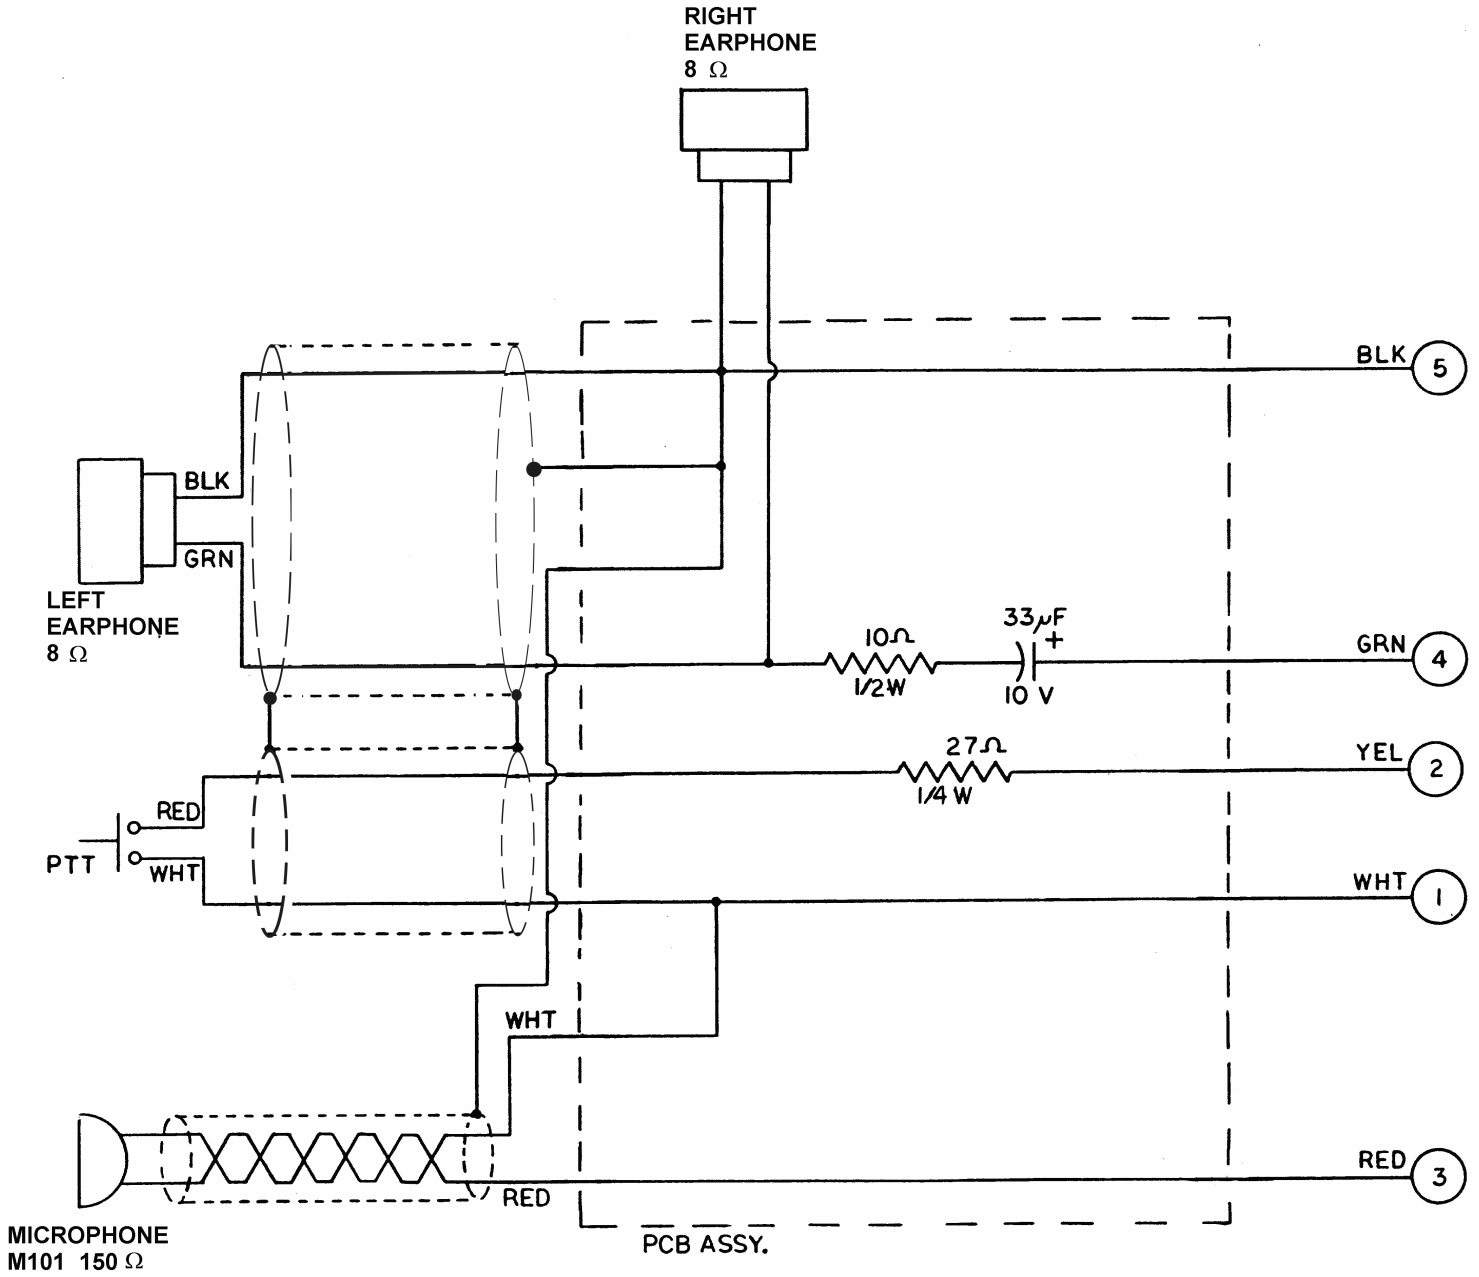 RIGHT
EARPHONE
8 Ω
BLK
5
BLK
GRN
LEFT
EARPHONE
8 Ω
10Ω
1/2W
33µF
+
10 V
GRN
4
27Ω
1/4 W
YEL
2
RED
PTT
WHT
WHT
1
WHT
RED
RED
3
MICROPHONE
M101 150 Ω
PCB ASSY.